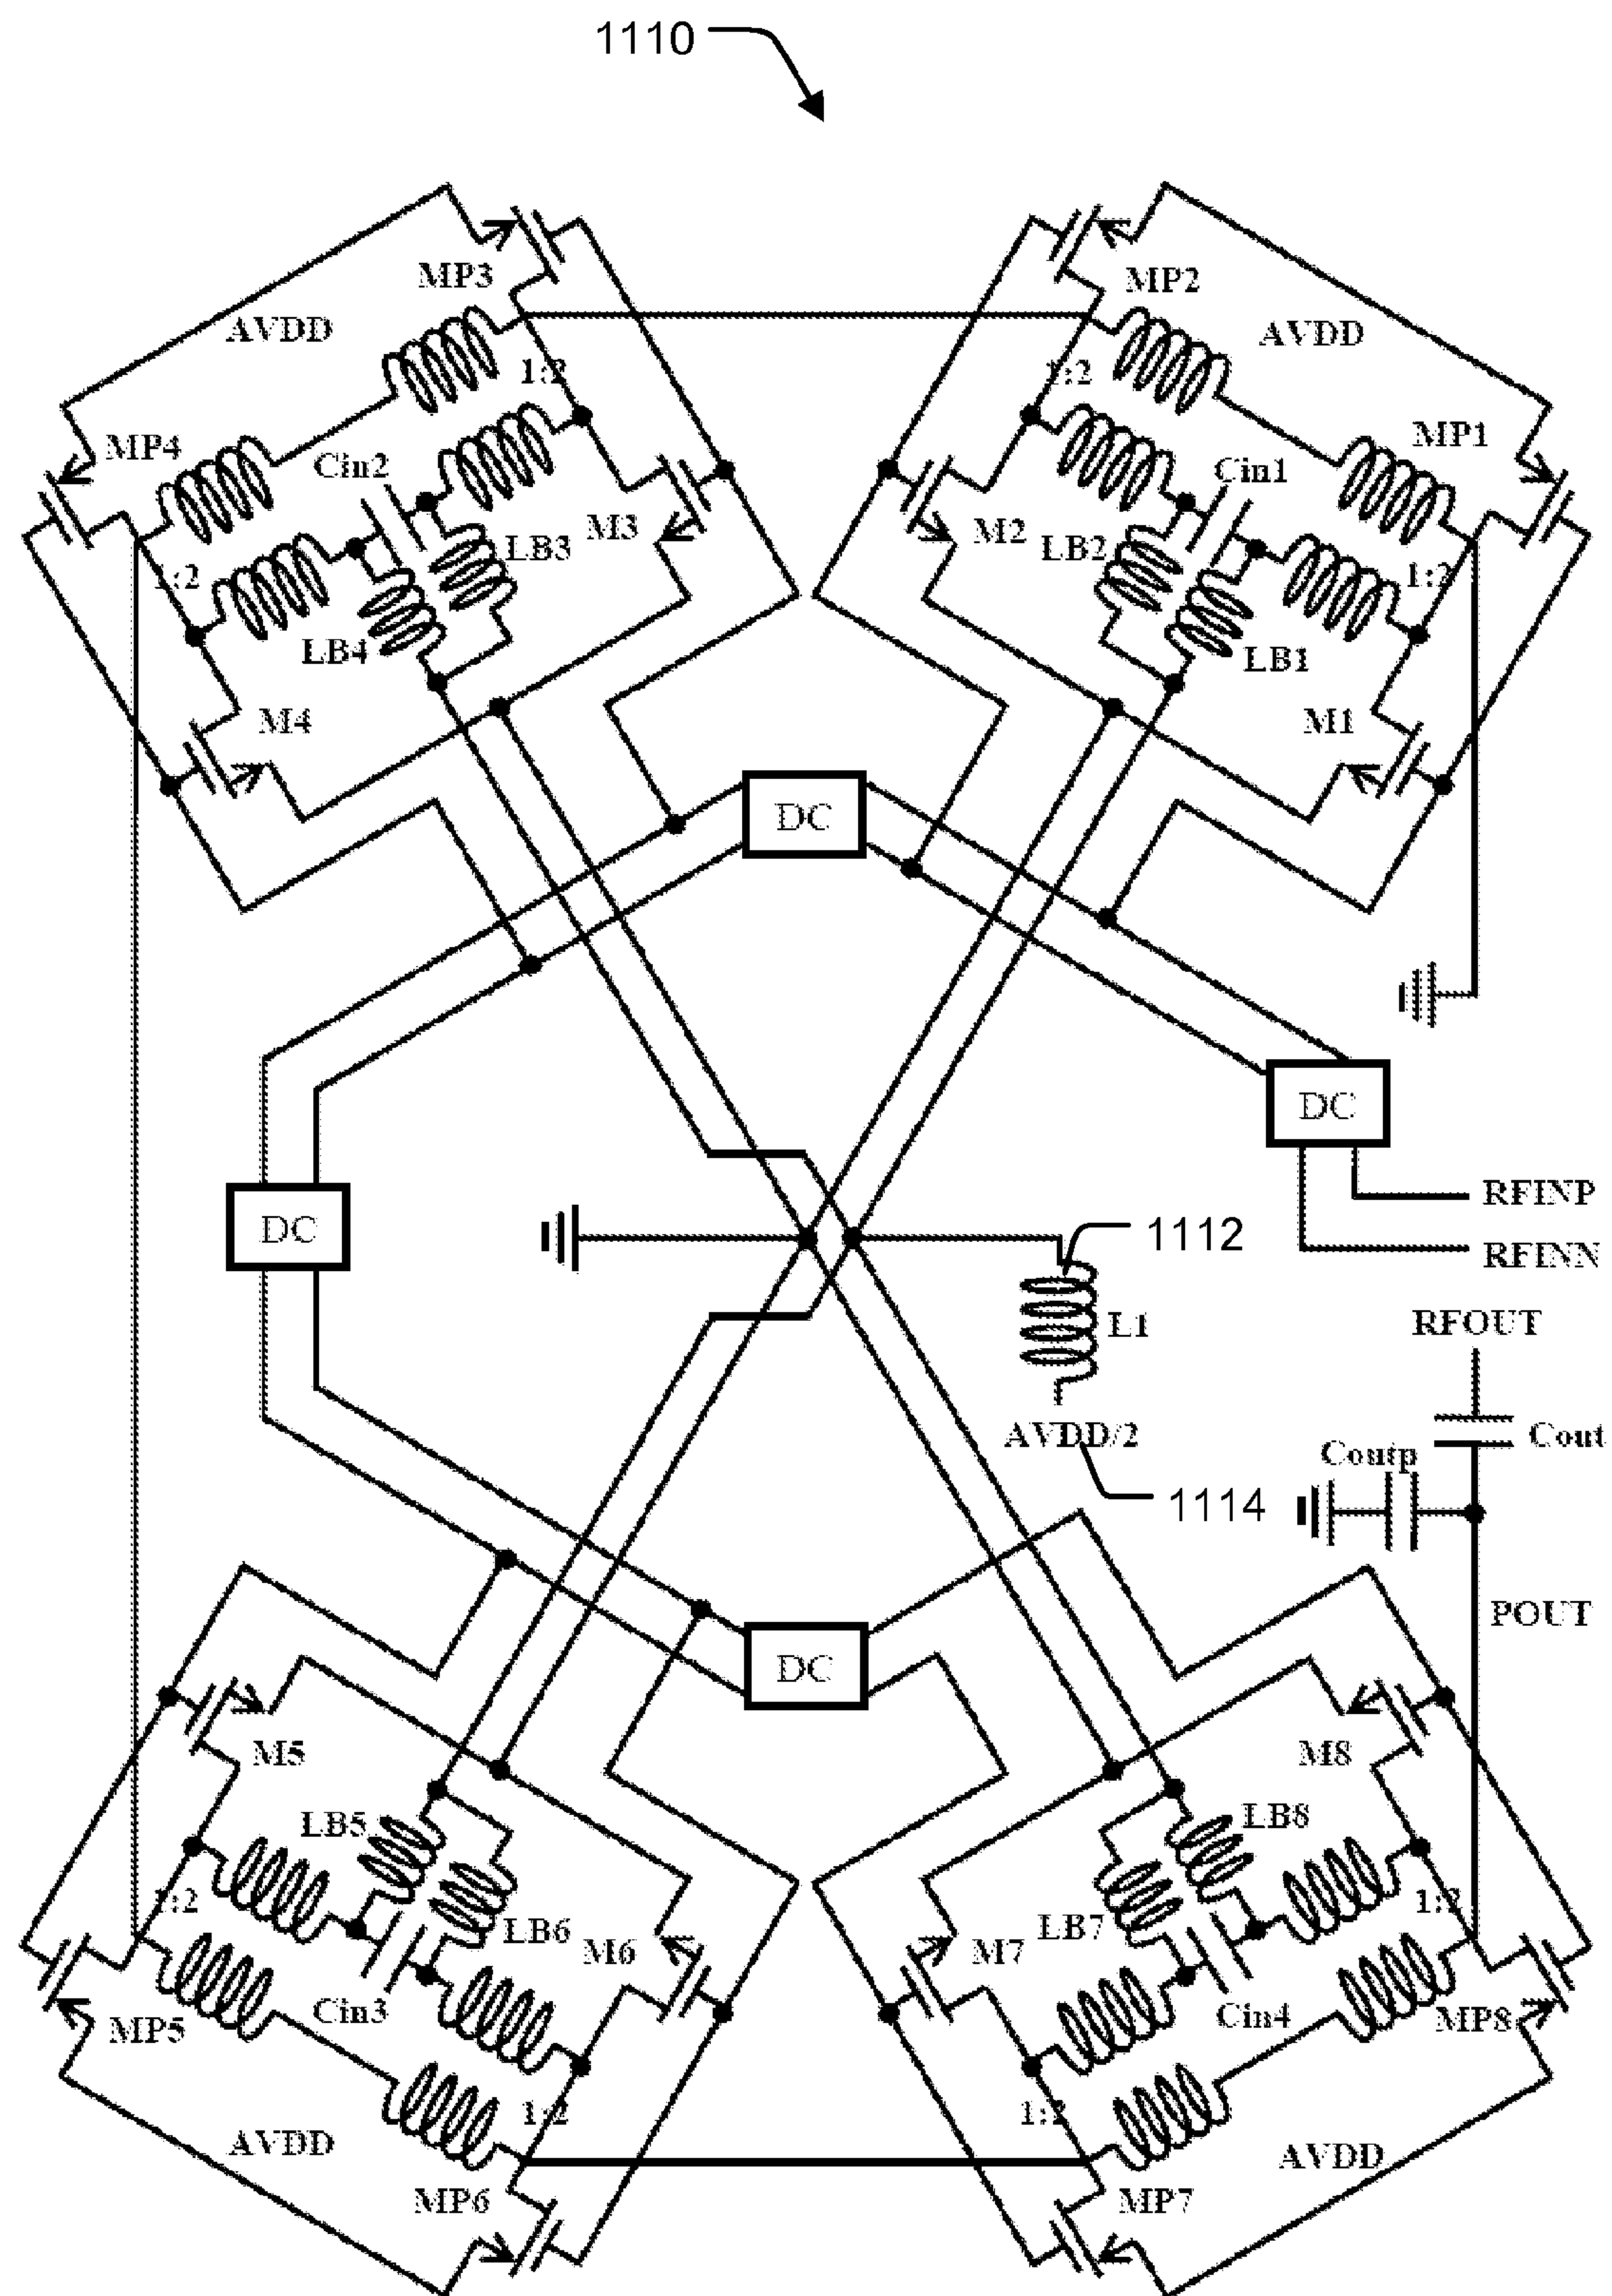 1110
MP3
MP2
AVDD
AVDD
1:2
1:2
MP4
MP1
Cin2
Cin1
M3
M2
LB3
LB2
1:2
1:2
LB4
LB1
M4
M1
DC
DC
RFINP
DC
1112
RFINN
L1
RFOUT
AVDD/2
Cout
Coutp
1114
POUT
DC
M5
M8
LB5
LB8
1:2
1:2
LB6
M6
M7
LB7
Cin3
Cin4
MP5
MP8
1:2
1:2
AVDD
AVDD
MP6
MP7